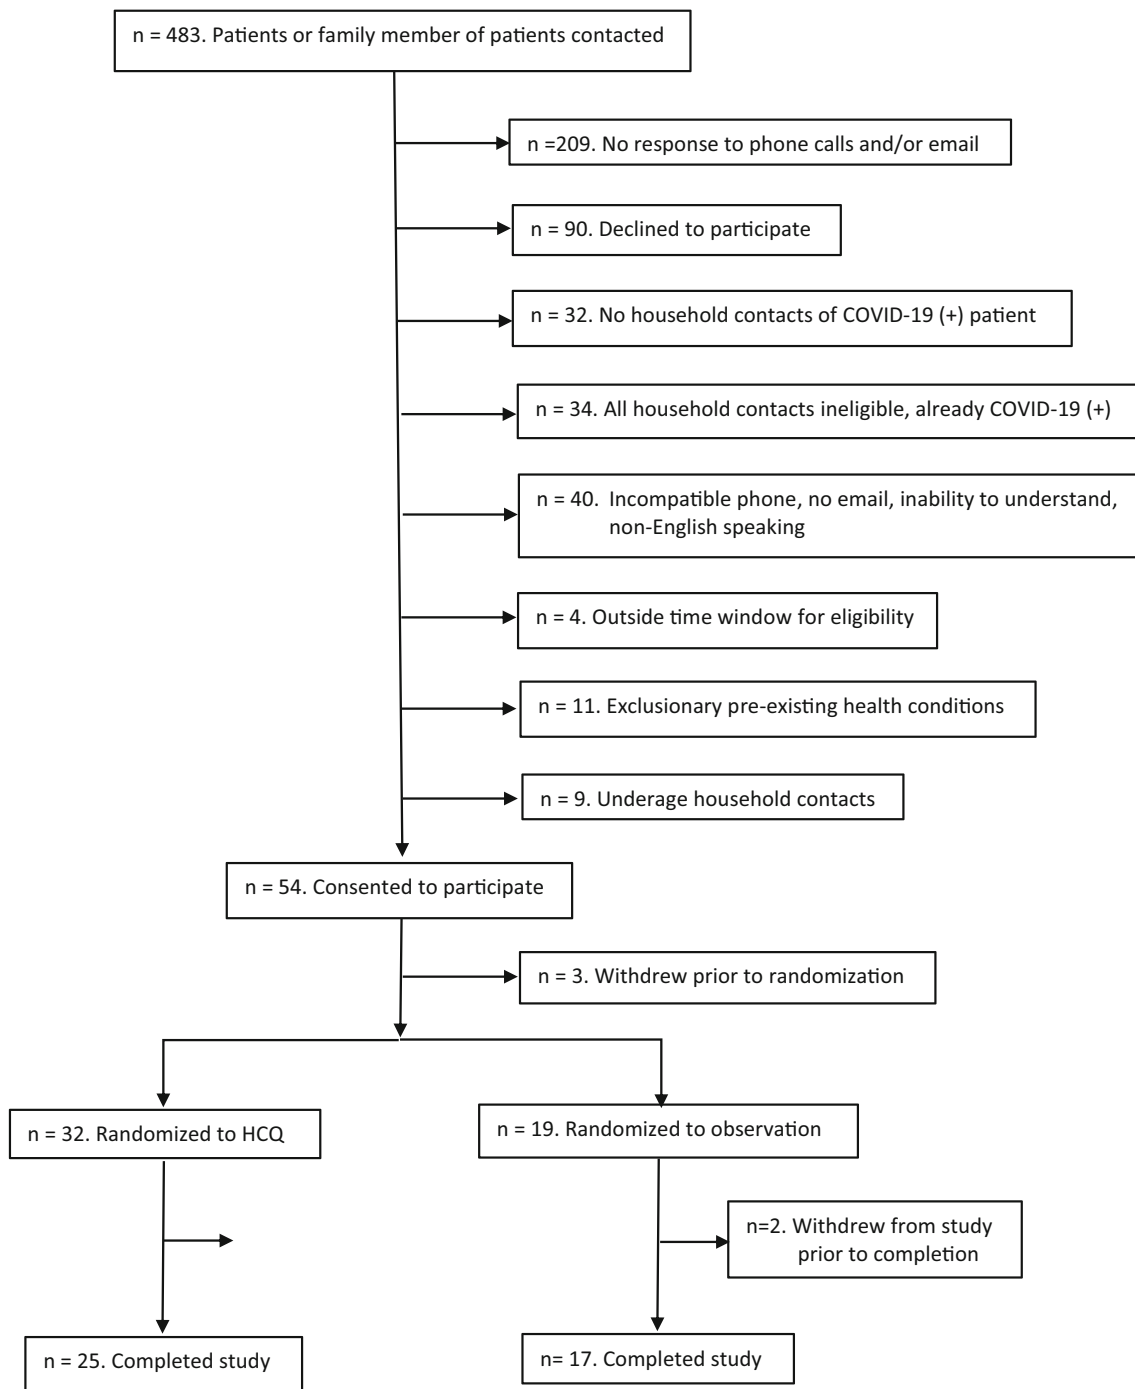 n = 483. Patients or family member of patients contacted
n =209. No response to phone calls and/or email
n = 90. Declined to participate
n = 32. No household contacts of COVID-19 (+) patient
n = 34. All household contacts ineligible, already COVID-19 (+)
n = 40. Incompatible phone, no email, inability to understand,
non-English speaking
n = 4. Outside time window for eligibility
n = 11. Exclusionary pre-existing health conditions
n = 9. Underage household contacts
n = 54. Consented to participate
n = 3. Withdrew prior to randomization
n = 32. Randomized to HCQ
n = 19. Randomized to observation
n=2. Withdrew from study
prior to completion
n = 25. Completed study
n= 17. Completed study